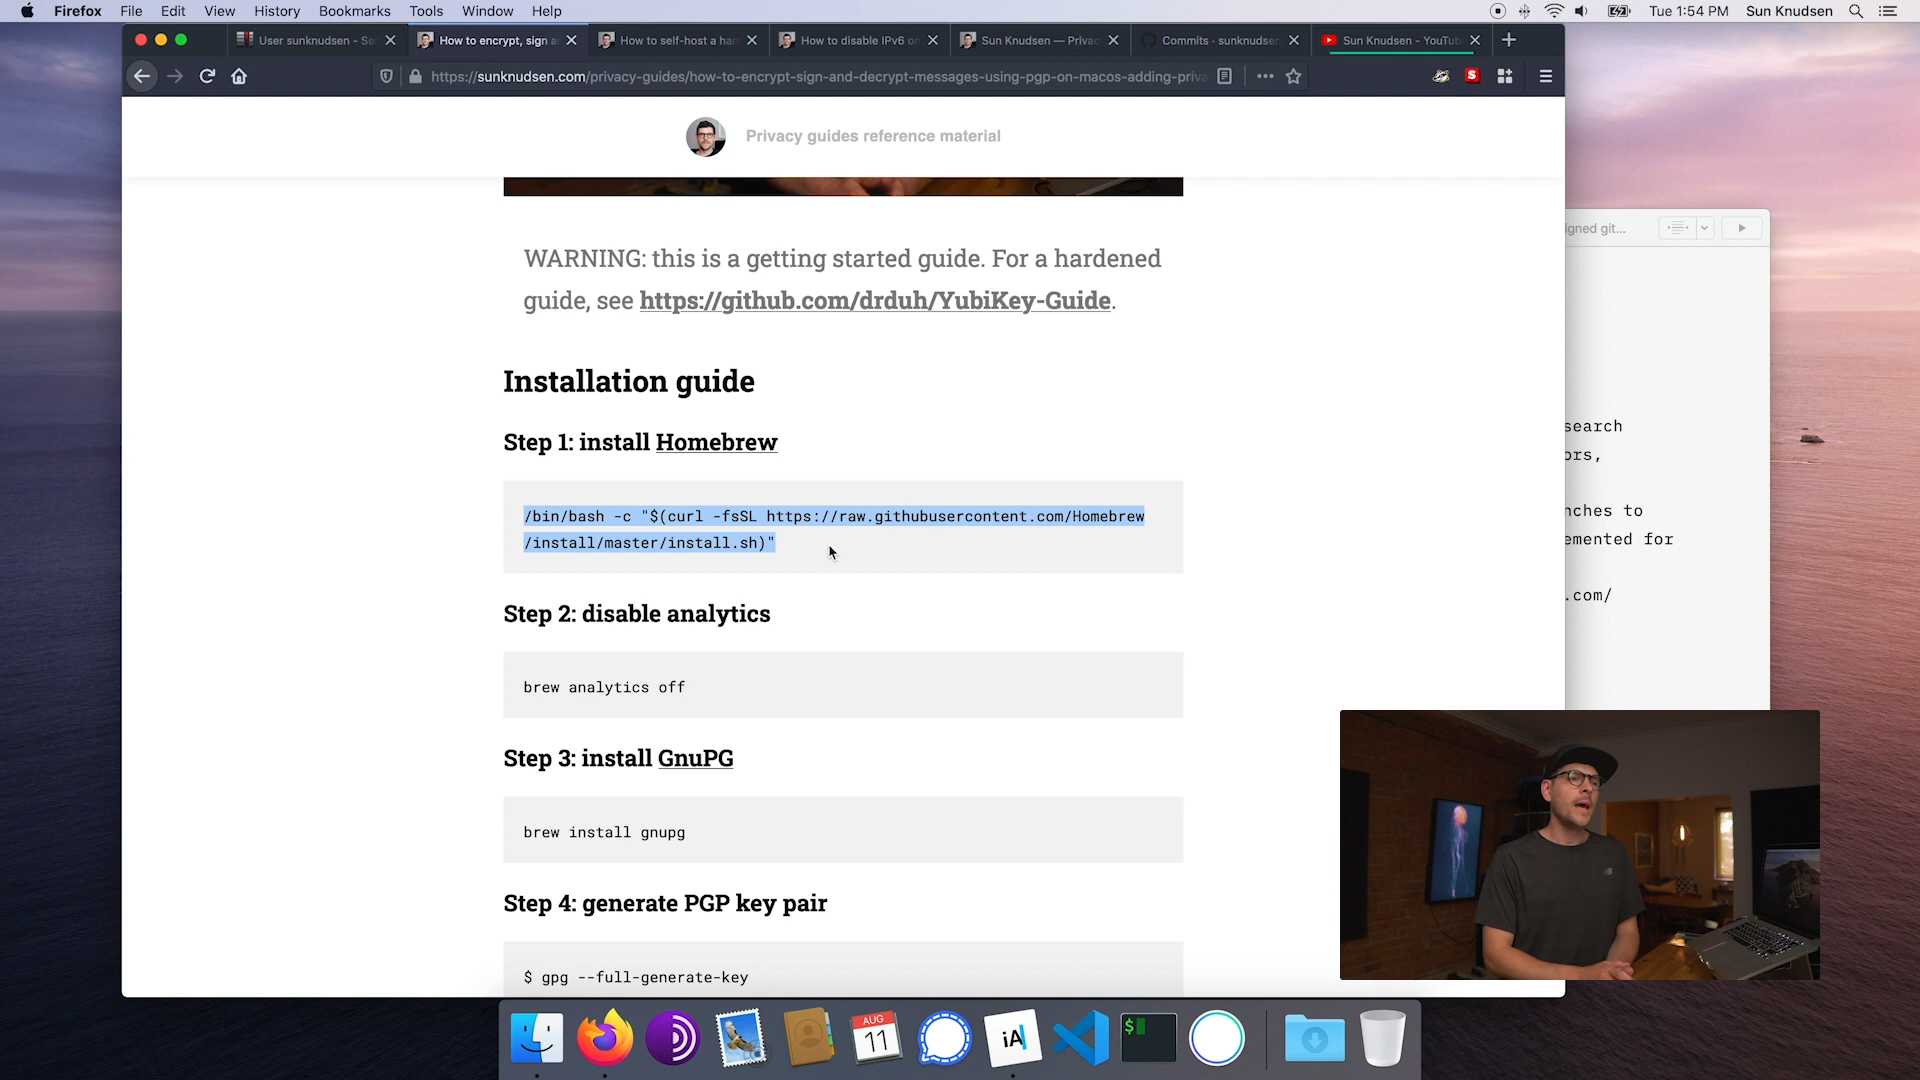 Firefox File Edit View History Bookmarks Tools Window Help Tue 1:54 PM Sun Knudsen
User sunknudsen - Se
How to encrypt, sign a
How to self-host a har
How to disable IPv6 on
Sun Knudsen — Privac
Commits · sunknudsen
Sun Knudsen - YouTub
https://sunknudsen.com/privacy-guides/how-to-encrypt-sign-and-decrypt-messages-using-pgp-on-macos-adding-priva
S
Privacy guides reference material
igned git...
WARNING: this is a getting started guide. For a hardened
guide, see https://github.com/drduh/YubiKey-Guide.
Installation guide
Step 1: install Homebrew
search
ors,
/bin/bash -c "$(curl -fsSL https://raw.githubusercontent.com/Homebrew
/install/master/install.sh)"
nches to
emented for
.com/
Step 2: disable analytics
brew analytics off
Step 3: install GnuPG
brew install gnupg
Step 4: generate PGP key pair
$ gpg --full-generate-key
AUG
11
iA
$